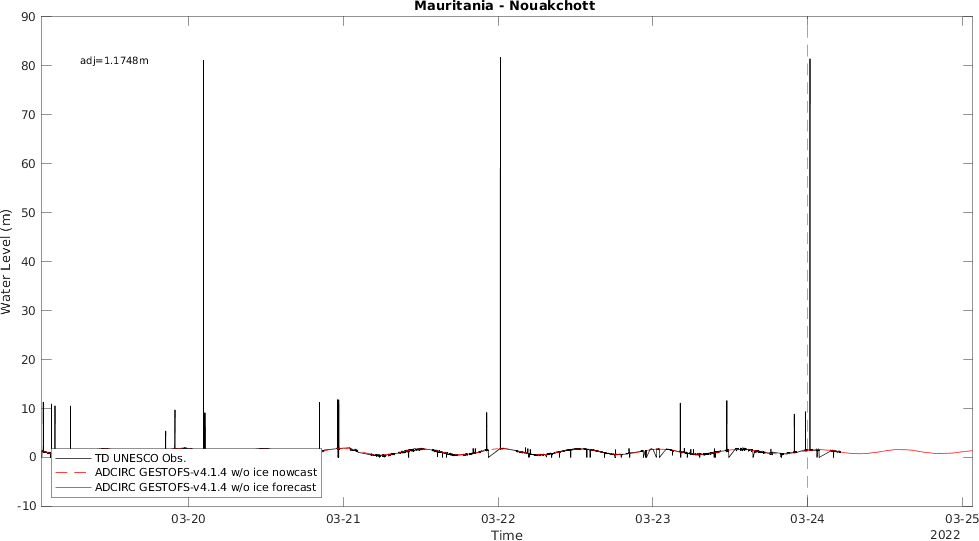 Mauritania - Nouakchott
90
80
70
60
50
40
30
20
10
0
-10
Water Level (m)
adj=1.1748m
TD UNESCO Obs.
ADCIRC GESTOFS-v4.1.4 w/o ice nowcast
ADCIRC GESTOFS-v4.1.4 w/o ice forecast
03-20 03-21 03-22 03-23 03-24 03-25
Time
2022